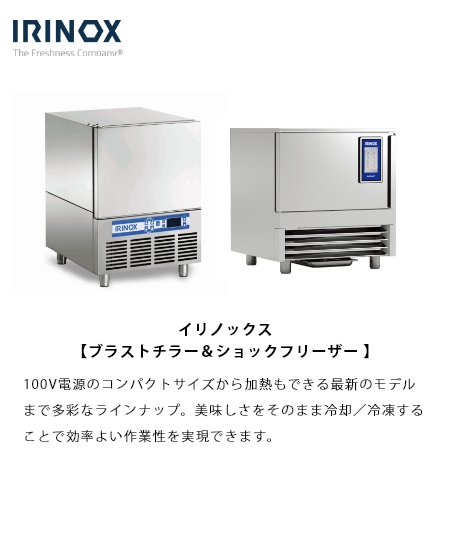 IRINOX
The Freshness Company®
IRINOX
IRINOX
イリノックス
【ブラストチラー＆ショックフリーザー 】
100V電源のコンパクトサイズから加熱もできる最新のモデル
まで多彩なラインナップ。美味しさをそのまま冷却／冷凍する
ことで効率よい作業性を実現できます。